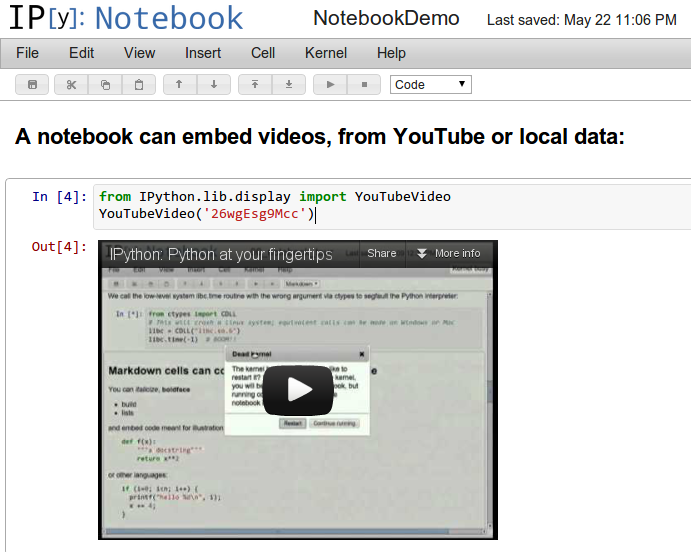 IP[y]: Notebook NotebookDemo Last saved: May 22 11:06 PM
File Edit View Insert Cell Kernel Help
Code
A notebook can embed videos, from YouTube or local data:
In [4]: from IPython.lib.display import YouTubeVideo
YouTubeVideo('26wgEsg9Mcc')
Out[4]:
IPython: Python at your fingertips Share More info
File Edit View Insert Cell Kernel Help
Markdown
We call the low-level system libc.time routine with the wrong argument via ctypes to segfault the Python interpreter:
In [*]: from ctypes import CDLL
# This will crash a linux system; equivalent calls can be made on Windows or Mac
libc = CDLL("libc.so.6")
libc.time(-1) # BOOM!!
Dead kernel
Markdown cells can co
The kernel like to
restart it? kernel,
you will be ook, but
running co
notebook
You can italicize, boldface
build
lists
Restart Continue running
and embed code meant for illustration
def f(x):
"""a docstring"""
return x**2
or other languages:
if (i=0; i<n; i++) {
printf("hello %d\n", i);
x += 4;
}